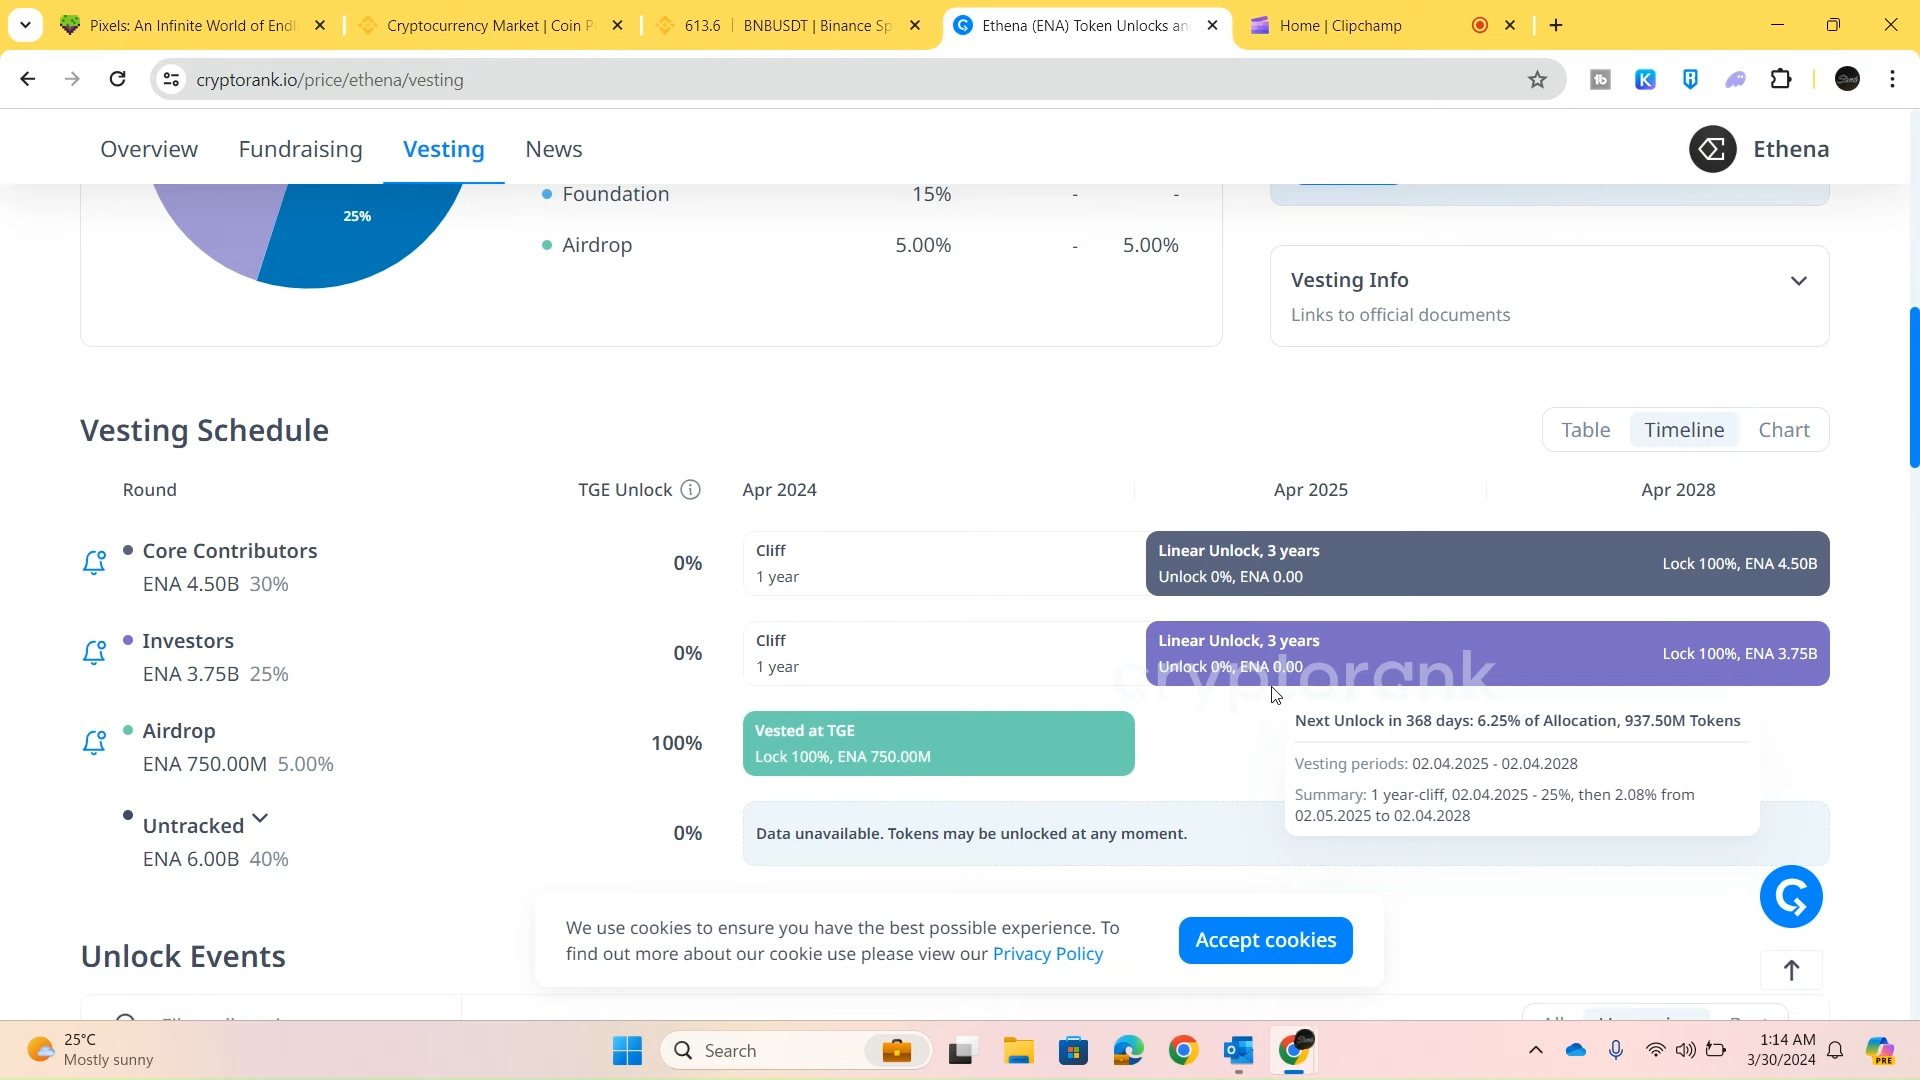 Pixels: An Infinite World of Endl
Cryptocurrency Market | Coin P
613.6 | BNBUSDT | Binance Sp
Ethena (ENA) Token Unlocks an
Home | Clipchamp
cryptorank.io/price/ethena/vesting
Overview
Fundraising
Vesting
News
Ethena
25%
Foundation 15% - -
Airdrop 5.00% - 5.00%
Vesting Info
Links to official documents
Vesting Schedule
Table
Timeline
Chart
Round
TGE Unlock
Apr 2024
Apr 2025
Apr 2028
Core Contributors
ENA 4.50B 30%
0%
Cliff
1 year
Linear Unlock, 3 years
Unlock 0%, ENA 0.00
Lock 100%, ENA 4.50B
Investors
ENA 3.75B 25%
0%
Cliff
1 year
Linear Unlock, 3 years
Unlock 0%, ENA 0.00
Lock 100%, ENA 3.75B
cryptorank
Airdrop
ENA 750.00M 5.00%
100%
Vested at TGE
Lock 100%, ENA 750.00M
Next Unlock in 368 days: 6.25% of Allocation, 937.50M Tokens
Vesting periods: 02.04.2025 - 02.04.2028
Summary: 1 year-cliff, 02.04.2025 - 25%, then 2.08% from
02.05.2025 to 02.04.2028
Untracked
ENA 6.00B 40%
0%
Data unavailable. Tokens may be unlocked at any moment.
We use cookies to ensure you have the best possible experience. To
find out more about our cookie use please view our Privacy Policy
Accept cookies
Unlock Events
25°C
Mostly sunny
Search
1:14 AM
3/30/2024
PRE